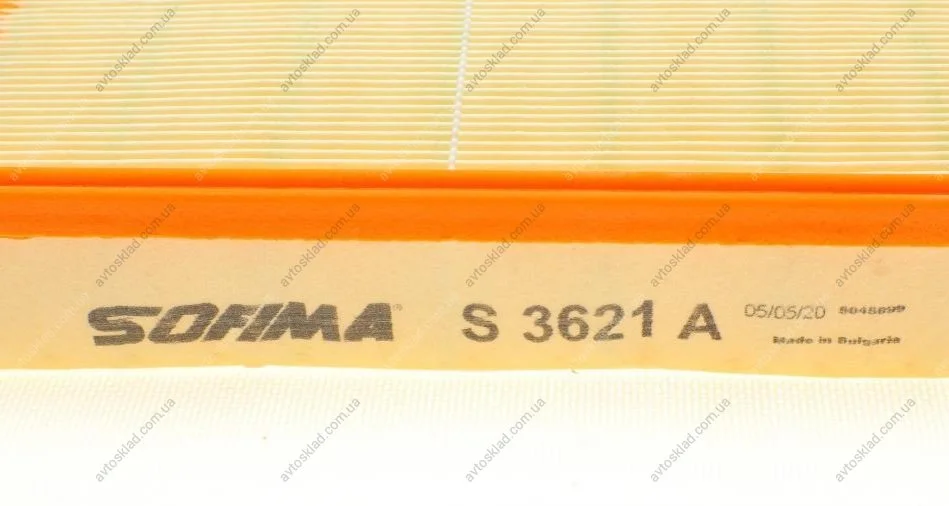 SOFIMA® S 3621 A 05/05/20 5048899
Made in Bulgaria
avtosklad.com.ua